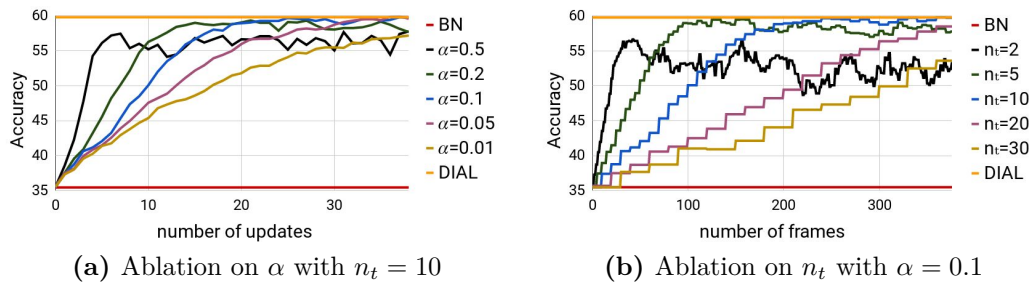 60
55
50
45
40
35
Accuracy
0
10
20
30
number of updates
BN
α=0.5
α=0.2
α=0.1
α=0.05
α=0.01
DIAL
(a) Ablation on α with nₜ = 10
60
55
50
45
40
35
Accuracy
0
100
200
300
number of frames
BN
nₜ=2
nₜ=5
nₜ=10
nₜ=20
nₜ=30
DIAL
(b) Ablation on nₜ with α = 0.1